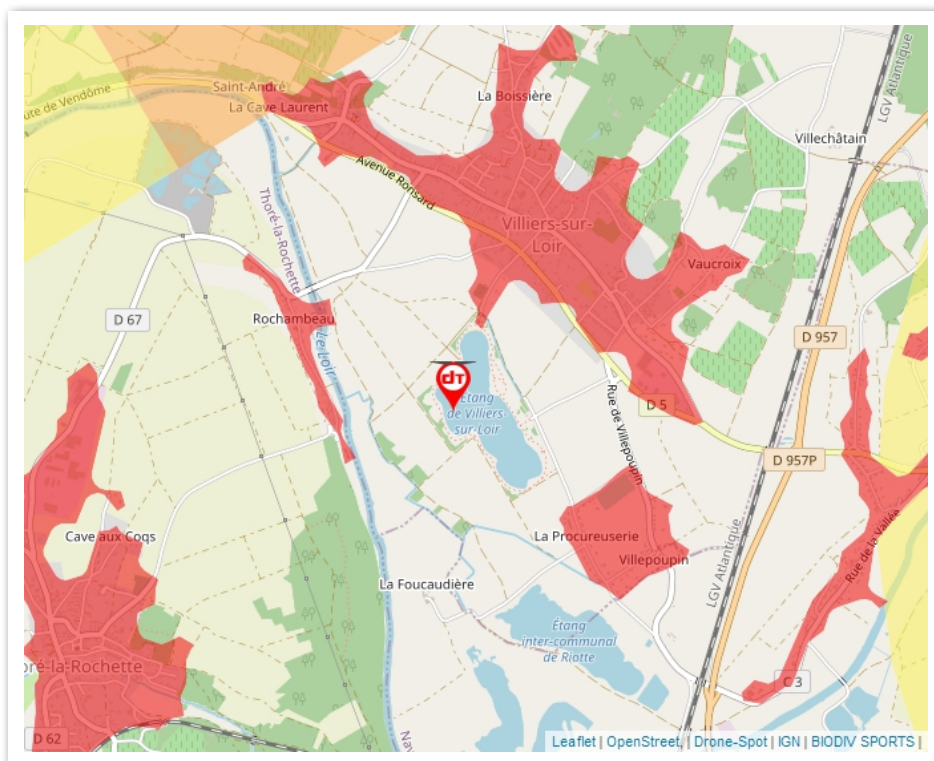 Saint-André
La Cave Laurent
ute de Vendôme
La Boissière
LGV Atlantique
Villechâtain
Avenue Ronsard
Thoré-la-Rochette
Villiers-sur-
Loir
Vaucroix
D 67
Rochambeau
Le Loir
D 957
Étang
de Villiers-
sur-Loir
dT
D 5
Rue de Villepoupin
D 957P
Cave aux Coqs
La Procureuserie
Villepoupin
Rue de la Vallée
LGV Atlantique
La Foucaudière
Étang
inter-communal
de Riotte
oré-la-Rochette
C 3
D 62
Nav
Leaflet | OpenStreet, | Drone-Spot | IGN | BIODIV SPORTS |